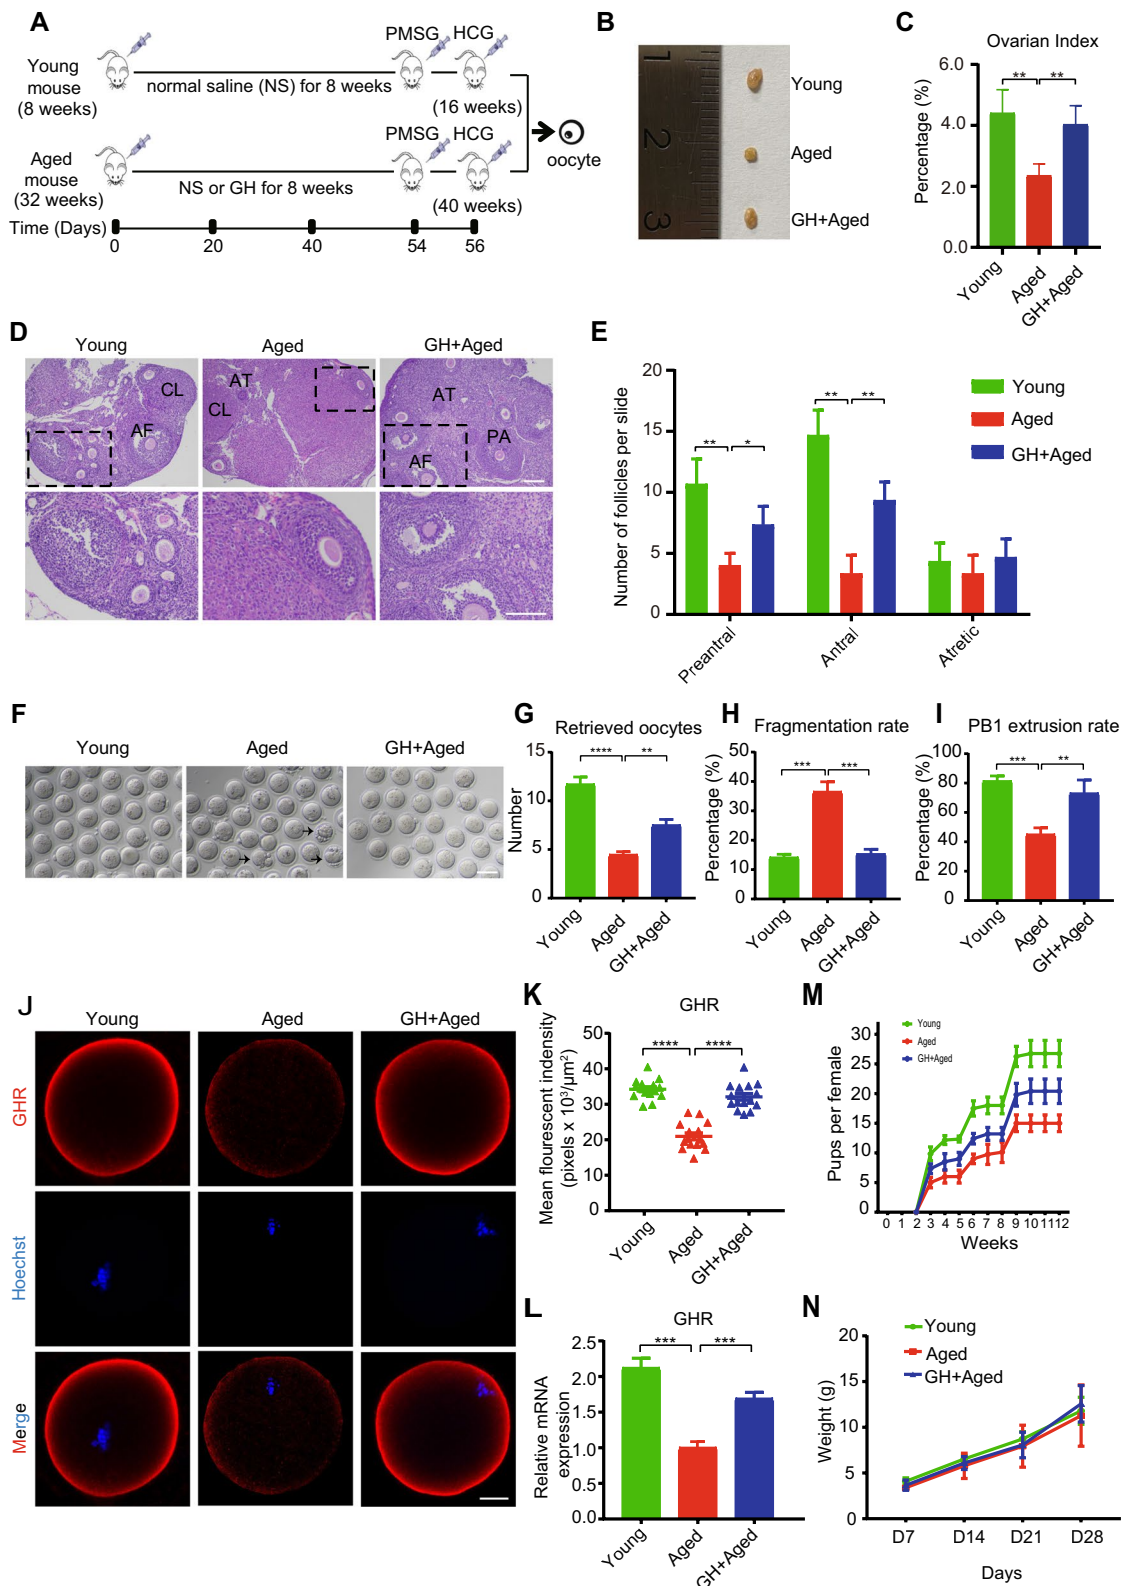 A
Young
mouse
(8 weeks)
normal saline (NS) for 8 weeks
PMSG HCG
(16 weeks)
Aged
mouse
(32 weeks)
NS or GH for 8 weeks
PMSG HCG
(40 weeks)
oocyte
Time (Days)
0 20 40 54 56
B
1
2
3
Young
Aged
GH+Aged
C
Ovarian Index
Percentage (%)
6.0
4.0
2.0
0.0
** **
Young Aged GH+Aged
D
Young Aged GH+Aged
CL
AF
AT
CL
AT
PA
AF
E
Number of follicles per slide
20
15
10
5
0
** *
** **
Young
Aged
GH+Aged
Preantral Antral Atretic
F
Young Aged GH+Aged
G
Retrieved oocytes
Number
15
10
5
0
**** **
Young Aged GH+Aged
H
Fragmentation rate
Percentage (%)
50
40
30
20
10
0
*** ***
Young Aged GH+Aged
I
PB1 extrusion rate
Percentage (%)
100
80
60
40
20
0
*** **
Young Aged GH+Aged
J
Young Aged GH+Aged
GHR
Hoechst
Merge
K
GHR
Mean flourescent indensity
(pixels x 10³/µm²)
50
40
30
20
10
0
**** ****
Young Aged GH+Aged
L
GHR
Relative mRNA
expression
2.5
2.0
1.5
1.0
0.5
0.0
*** ***
Young Aged GH+Aged
M
Pups per female
35
30
25
20
15
10
5
0
Young
Aged
GH+Aged
0 1 2 3 4 5 6 7 8 9 10 11 12
Weeks
N
Weight (g)
20
15
10
5
0
Young
Aged
GH+Aged
D7 D14 D21 D28
Days